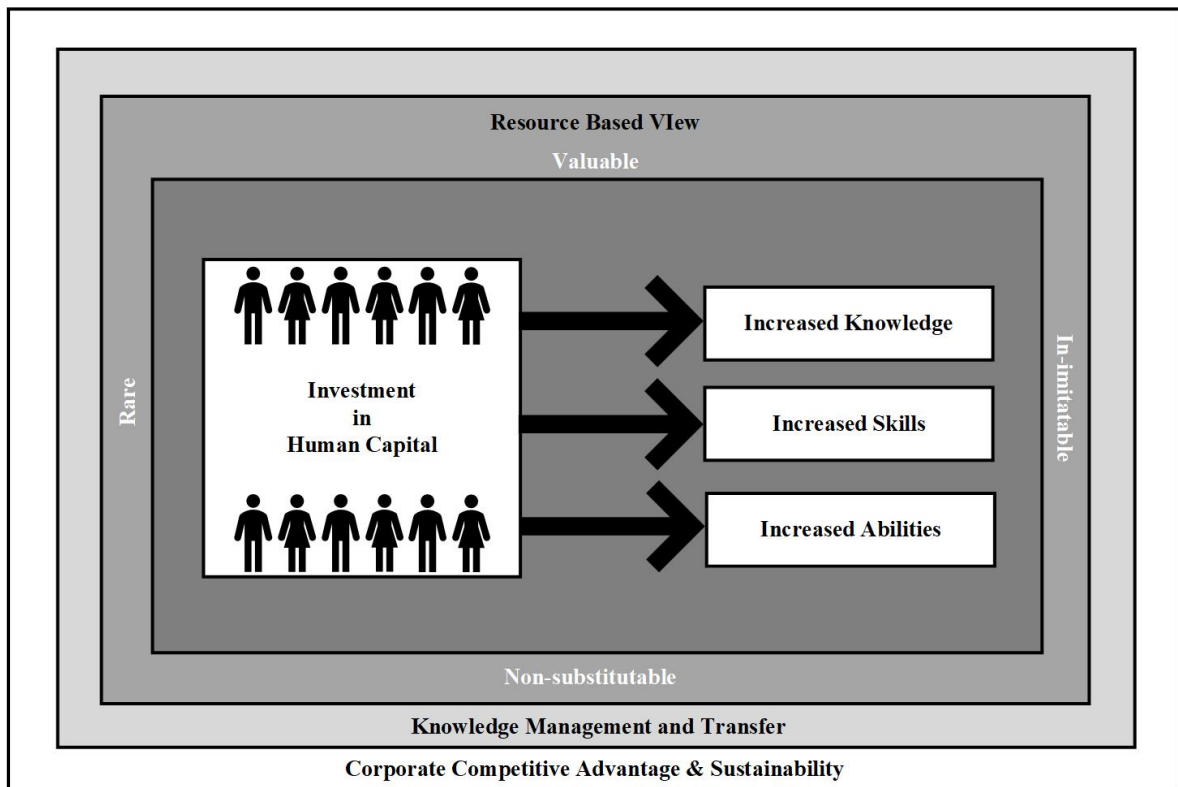 Resource Based VIew
Valuable
Rare
Investment
in
Human Capital
Increased Knowledge
Increased Skills
Increased Abilities
In-imitatable
Non-substitutable
Knowledge Management and Transfer
Corporate Competitive Advantage & Sustainability